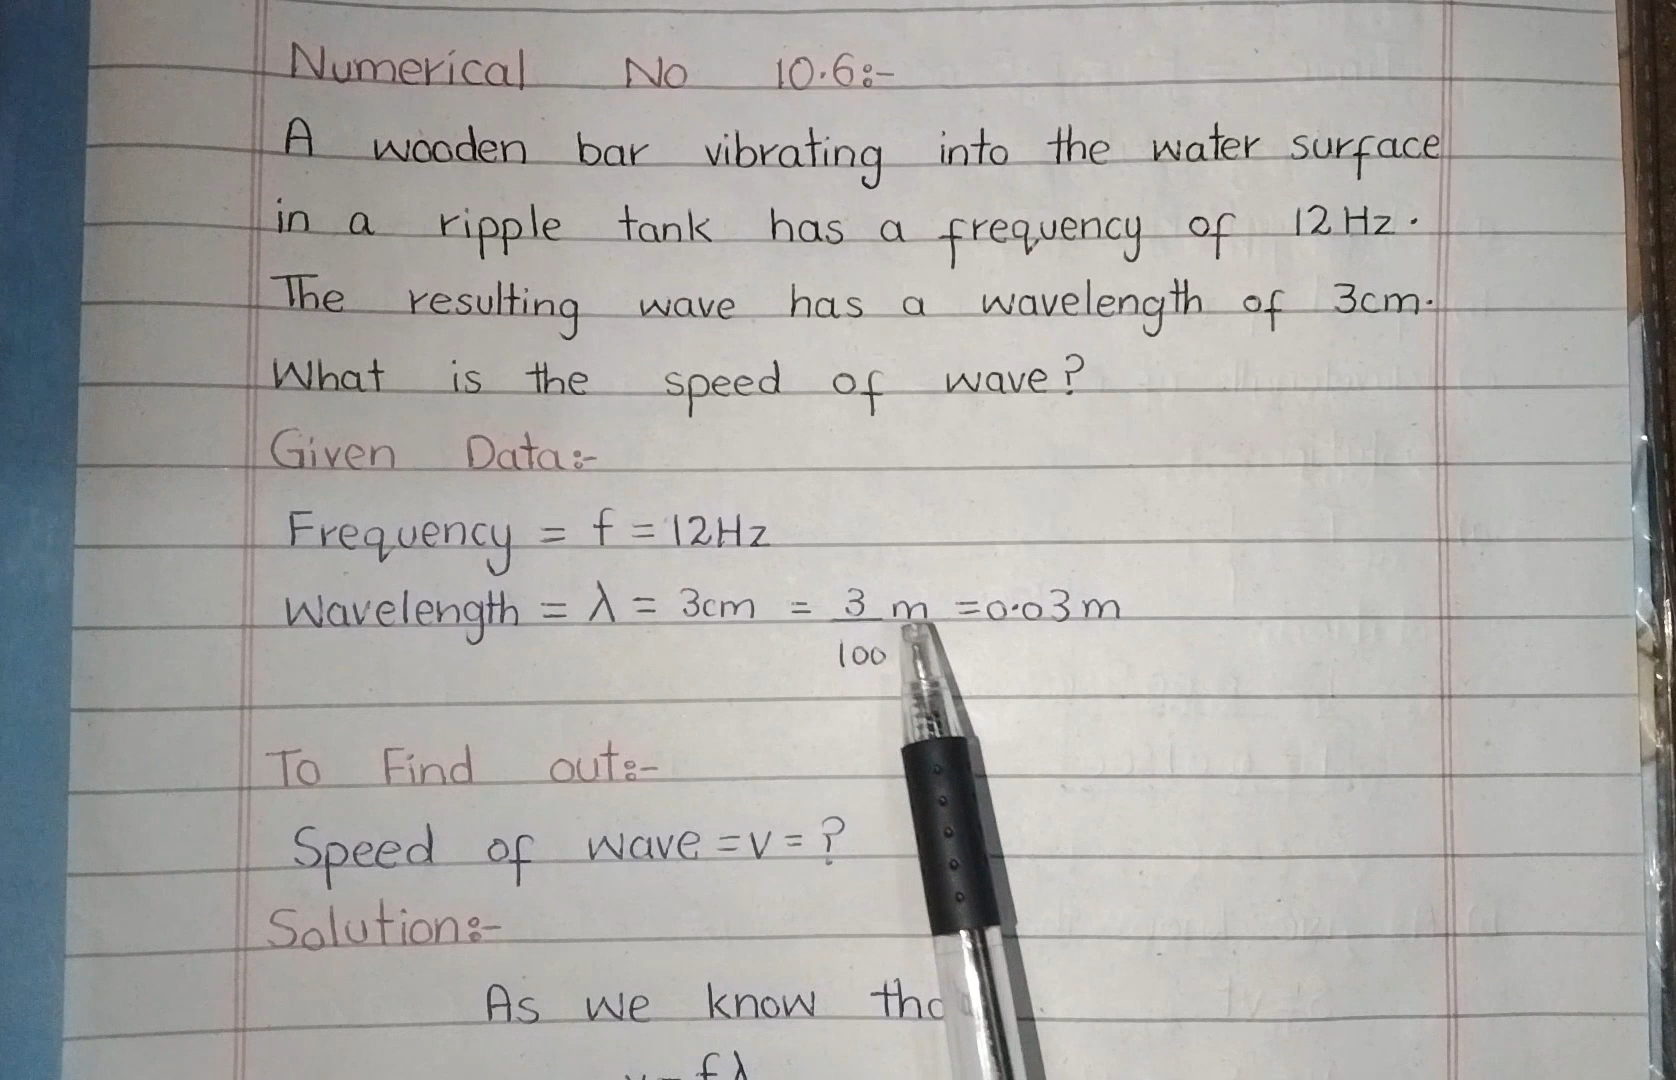 Numerical No 10.6:-
A wooden bar vibrating into the water surface
in a ripple tank has a frequency of 12 Hz.
The resulting wave has a wavelength of 3cm.
What is the speed of wave?
Given Data:-
Frequency = f = 12Hz
Wavelength = λ = 3cm = 3/100 m = 0.03 m
To Find out:-
Speed of wave = v = ?
Solution:-
As we know
fλ